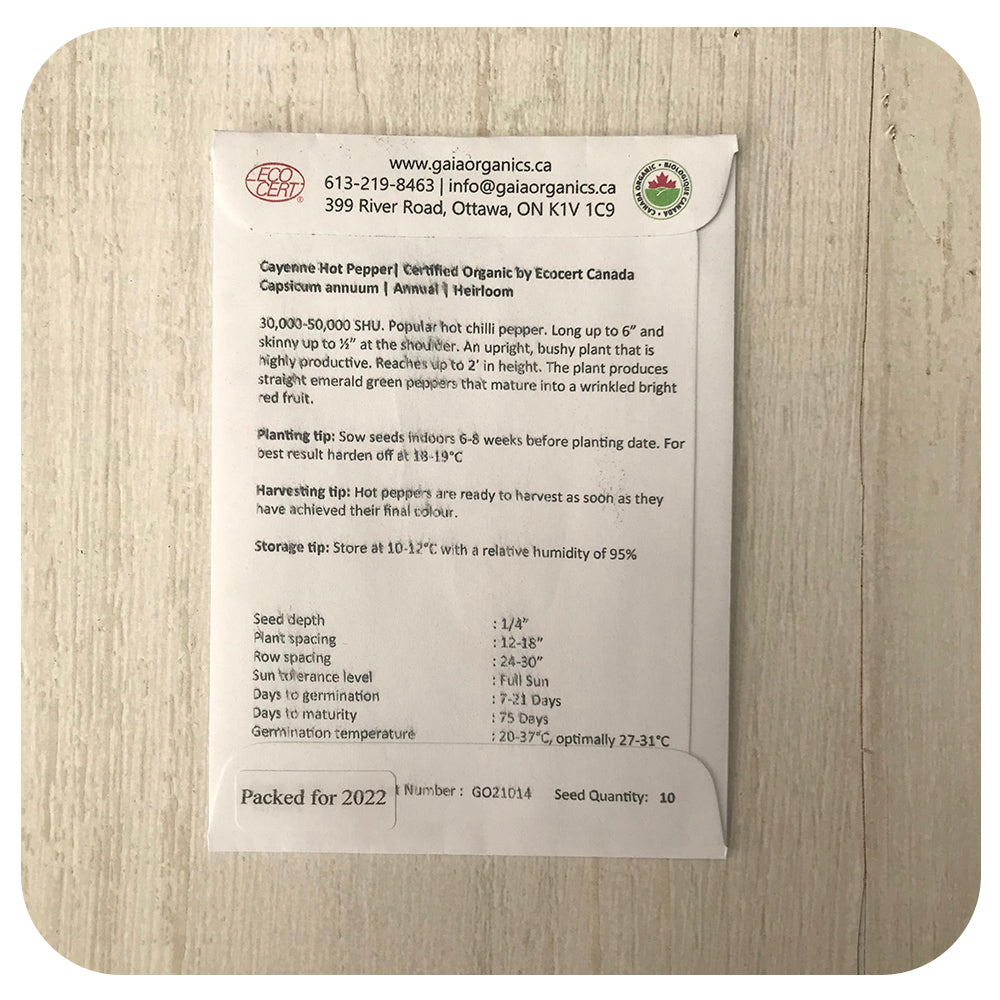 www.gaiaorganics.ca
ECO
CERT
®
613-219-8463 | info@gaiaorganics.ca
399 River Road, Ottawa, ON K1V 1C9
CANADA ORGANIC • BIOLOGIQUE CANADA •
Cayenne Hot Pepper| Certified Organic by Ecocert Canada
Capsicum annuum | Annual | Heirloom
30,000-50,000 SHU. Popular hot chilli pepper. Long up to 6” and
skinny up to ½” at the shoulder. An upright, bushy plant that is
highly productive. Reaches up to 2’ in height. The plant produces
straight emerald green peppers that mature into a wrinkled bright
red fruit.
Planting tip: Sow seeds indoors 6-8 weeks before planting date. For
best result harden off at 18-19°C
Harvesting tip: Hot peppers are ready to harvest as soon as they
have achieved their final colour.
Storage tip: Store at 10-12°C with a relative humidity of 95%
Seed depth : 1/4”
Plant spacing : 12-18”
Row spacing : 24-30”
Sun tolerance level : Full Sun
Days to germination : 7-21 Days
Days to maturity : 75 Days
Germination temperature : 20-37°C, optimally 27-31°C
Packed for 2022 t Number : GO21014 Seed Quantity: 10